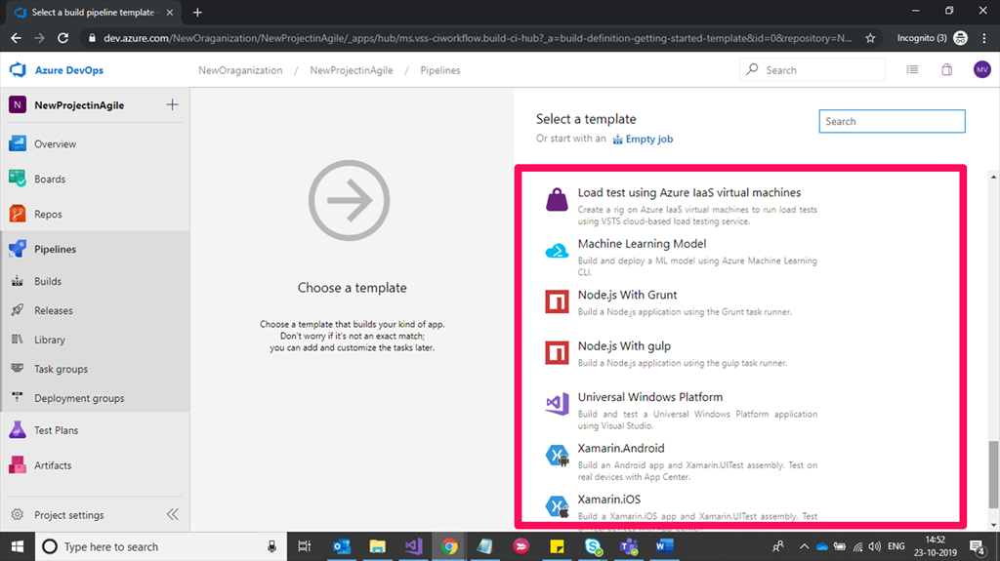 Select a build pipeline template -
dev.azure.com/NewOraganization/NewProjectinAgile/_apps/hub/ms.vss-ciworkflow.build-ci-hub?_a=build-definition-getting-started-template&id=0&repository=N...
Incognito (3)
Azure DevOps
NewOraganization / NewProjectinAgile / Pipelines
Search
MV
N
NewProjectinAgile
Overview
Boards
Repos
Pipelines
Builds
Releases
Library
Task groups
Deployment groups
Test Plans
Artifacts
Project settings
Choose a template
Choose a template that builds your kind of app.
Don't worry if it's not an exact match;
you can add and customize the tasks later.
Select a template
Or start with an Empty job
Search
Load test using Azure IaaS virtual machines
Create a rig on Azure IaaS virtual machines to run load tests
using VSTS cloud-based load testing service.
Machine Learning Model
Build and deploy a ML model using Azure Machine Learning
CLI.
Node.js With Grunt
Build a Node.js application using the Grunt task runner.
Node.js With gulp
Build a Node.js application using the gulp task runner.
Universal Windows Platform
Build and test a Universal Windows Platform application
using Visual Studio.
Xamarin.Android
Build an Android app and Xamarin.UITest assembly. Test on
real devices with App Center.
Xamarin.iOS
Build a Xamarin.iOS app and Xamarin.UITest assembly. Test
Type here to search
ENG
14:52
23-10-2019
4